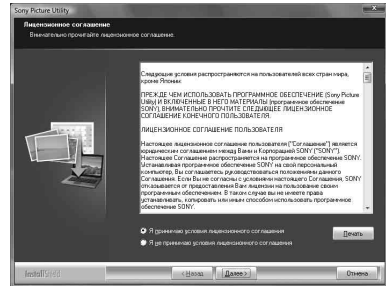 Sony Picture Utility
Лицензионное соглашение
Внимательно прочитайте лицензионное соглашение.
Следующие условия распространяются на пользователей всех стран мира,
кроме Японии:
ПРЕЖДЕ ЧЕМ ИСПОЛЬЗОВАТЬ ПРОГРАММНОЕ ОБЕСПЕЧЕНИЕ (Sony Picture
Utility) И ВКЛЮЧЕННЫЕ В НЕГО МАТЕРИАЛЫ (программное обеспечение
SONY), ВНИМАТЕЛЬНО ПРОЧТИТЕ СЛЕДУЮЩЕЕ ЛИЦЕНЗИОННОЕ
СОГЛАШЕНИЕ КОНЕЧНОГО ПОЛЬЗОВАТЕЛЯ.
ЛИЦЕНЗИОННОЕ СОГЛАШЕНИЕ ПОЛЬЗОВАТЕЛЯ
Настоящее лицензионное соглашение пользователя ("Соглашение") является
юридическим соглашением между Вами и Корпорацией SONY ("SONY").
Настоящее Соглашение распространяется на программное обеспечение SONY.
Устанавливая программное обеспечение SONY на свой персональный
компьютер, Вы соглашаетесь руководствоваться положениями данного
Соглашения. Если Вы не согласны с условиями настоящего Соглашения, SONY
отказывается от предоставления Вам лицензии на пользование своим
программным обеспечением. В таком случае вы не имеете права
устанавливать, копировать или иным способом использовать программное
обеспечение SONY.
Я принимаю условия лицензионного соглашения
Я не принимаю условия лицензионного соглашения
Печать
InstallShield
< Назад
Далее >
Отмена